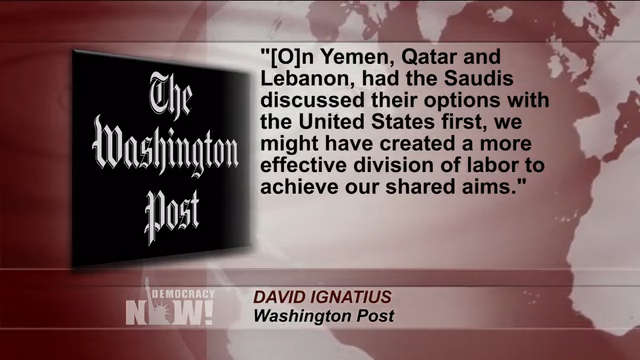 The
Washington
Post
"[O]n Yemen, Qatar and
Lebanon, had the Saudis
discussed their options with
the United States first, we
might have created a more
effective division of labor to
achieve our shared aims."
DEMOCRACY
NOW!
DAVID IGNATIUS
Washington Post